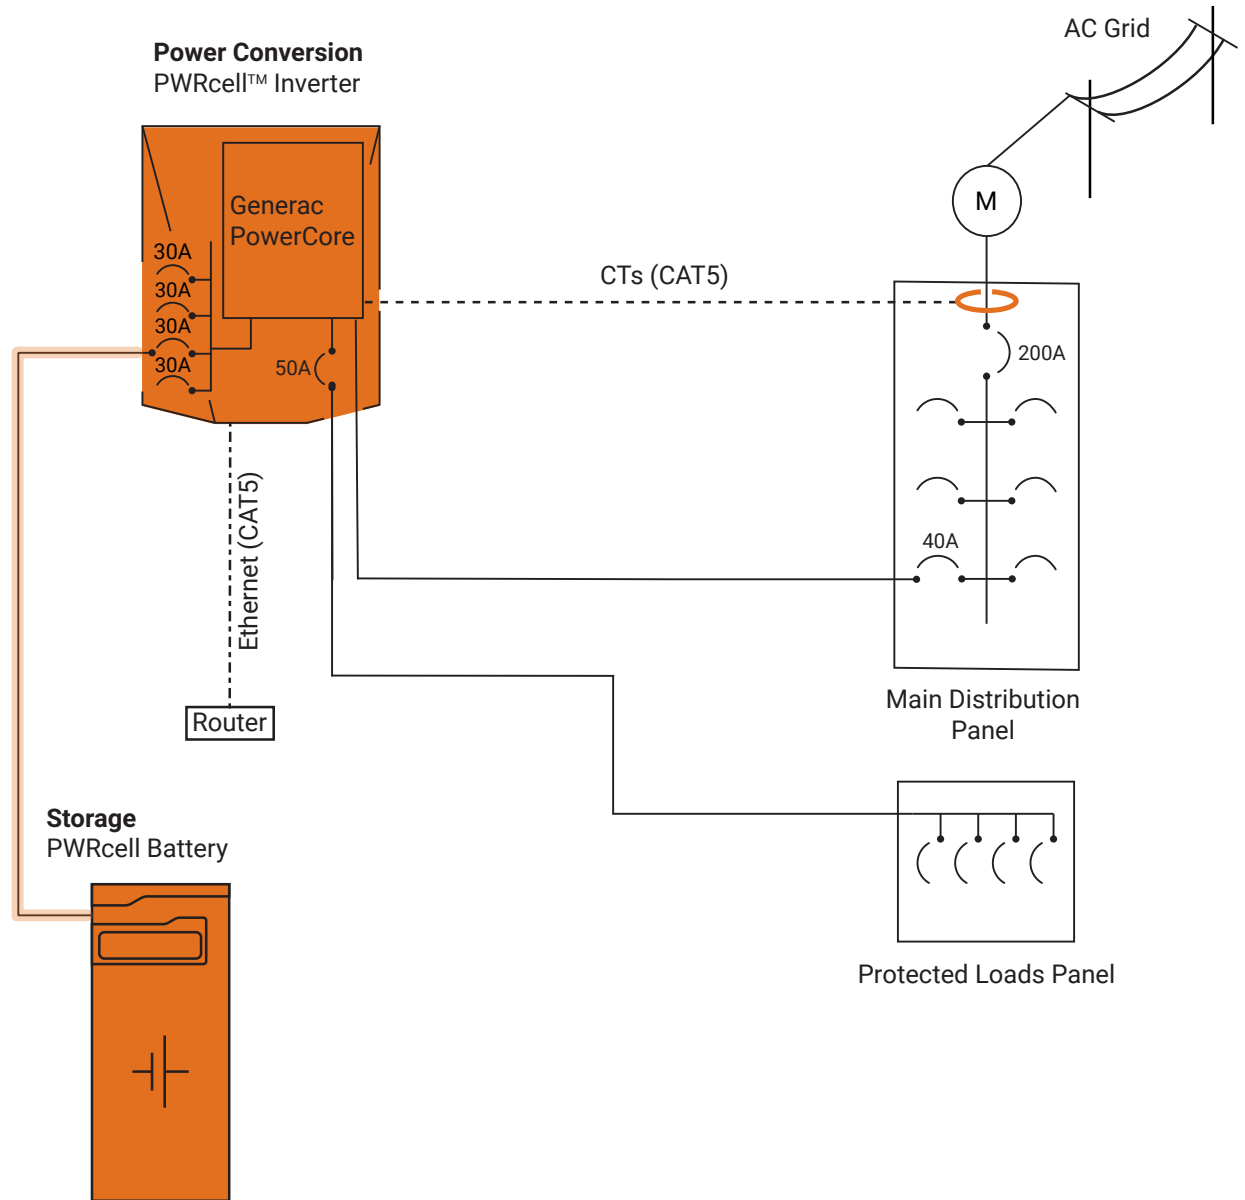 AC Grid
Power Conversion
PWRcell™ Inverter
Generac
PowerCore
30A
30A
30A
30A
50A
CTs (CAT5)
M
200A
40A
Ethernet (CAT5)
Router
Main Distribution
Panel
Storage
PWRcell Battery
Protected Loads Panel